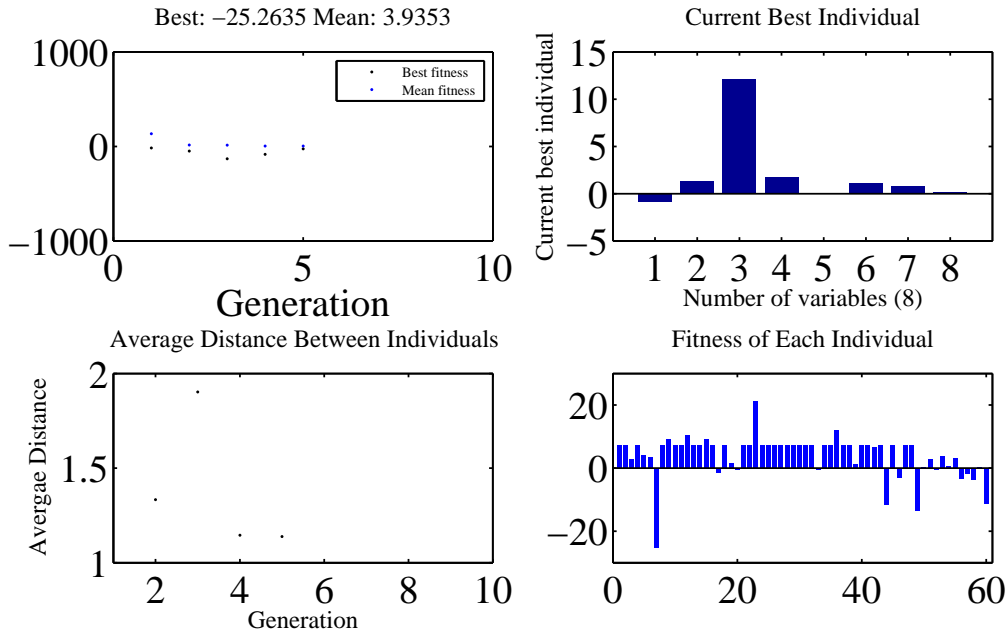 Best: −25.2635 Mean: 3.9353
1000
0
−1000
0
5
10
Generation
Best fitness
Mean fitness
Current Best Individual
Current best individual
15
10
5
0
−5
1 2 3 4 5 6 7 8
Number of variables (8)
Average Distance Between Individuals
Avergae Distance
2
1.5
1
2 4 6 8 10
Generation
Fitness of Each Individual
20
0
−20
0 20 40 60